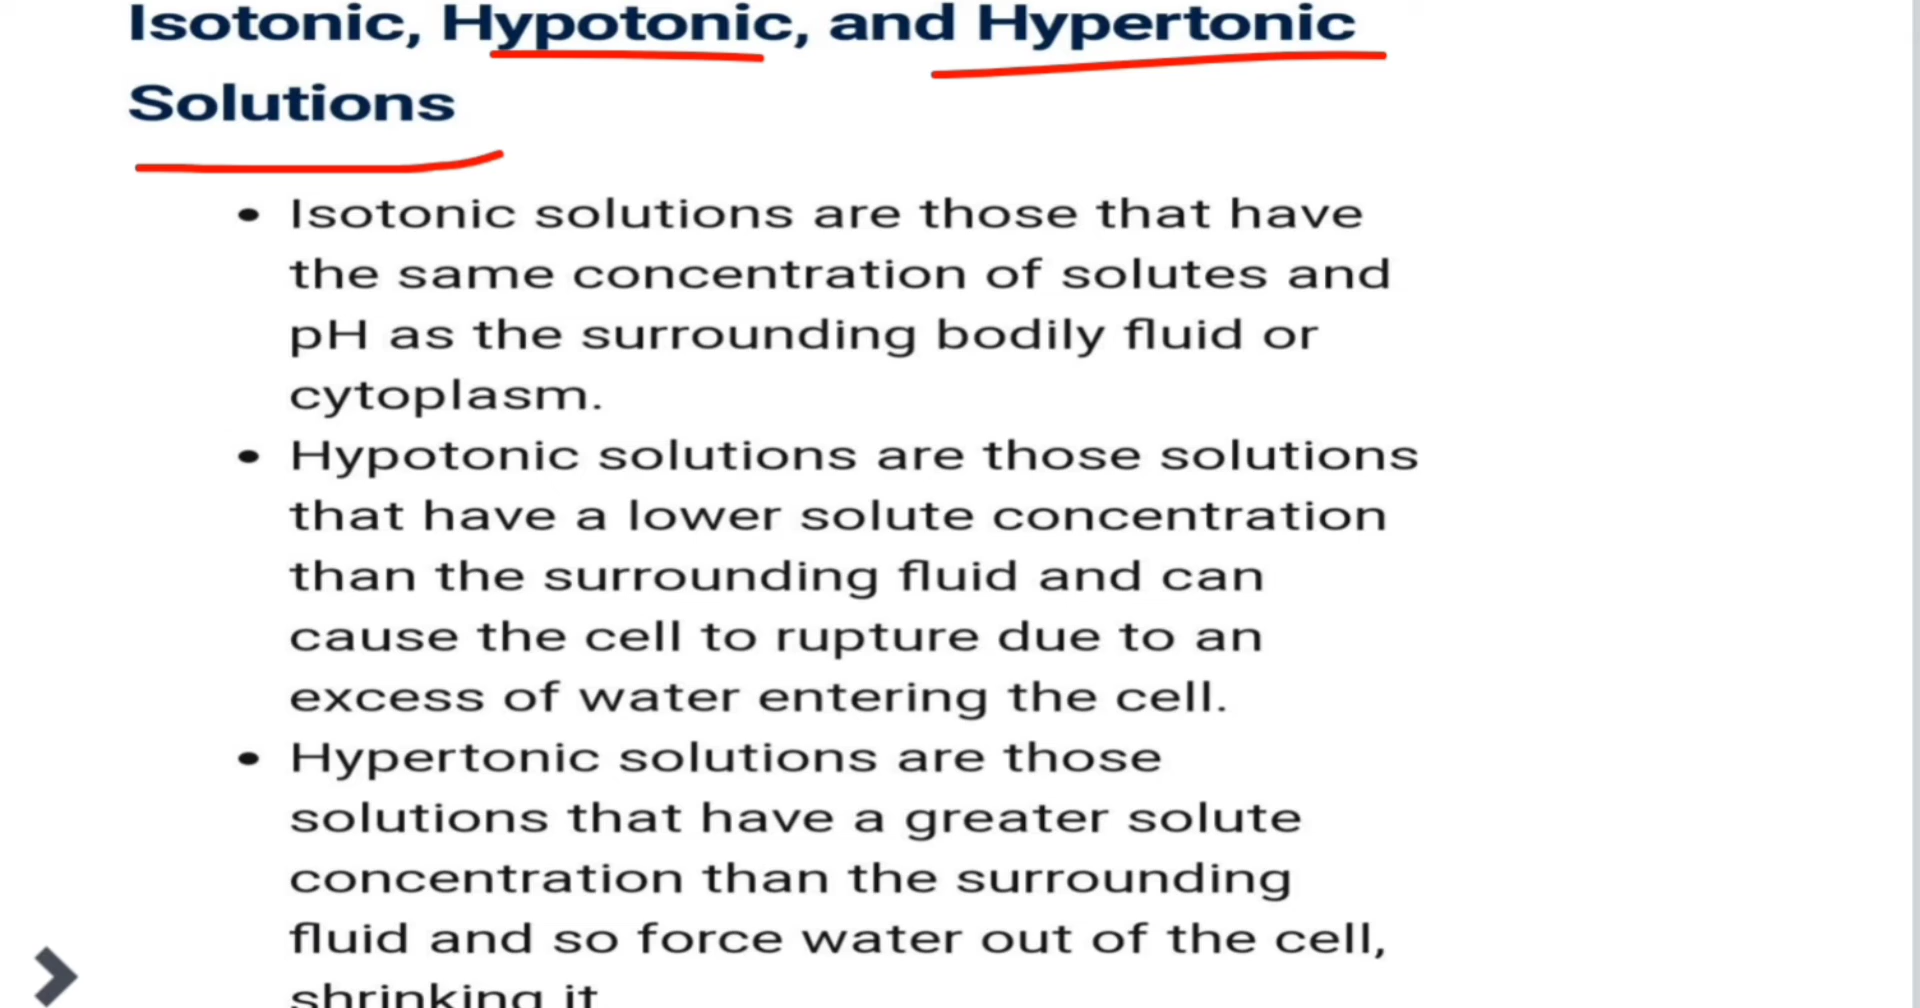 Isotonic, Hypotonic, and Hypertonic
Solutions
• Isotonic solutions are those that have
the same concentration of solutes and
pH as the surrounding bodily fluid or
cytoplasm.
• Hypotonic solutions are those solutions
that have a lower solute concentration
than the surrounding fluid and can
cause the cell to rupture due to an
excess of water entering the cell.
• Hypertonic solutions are those
solutions that have a greater solute
concentration than the surrounding
fluid and so force water out of the cell,
shrinking it